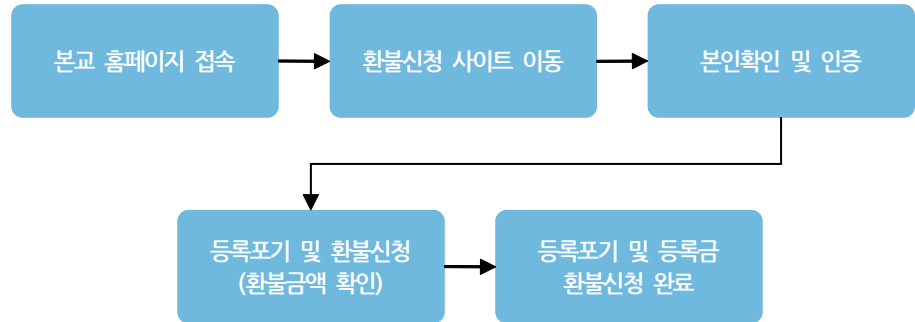 본교 홈페이지 접속
환불신청 사이트 이동
본인확인 및 인증
등록포기 및 환불신청
(환불금액 확인)
등록포기 및 등록금
환불신청 완료